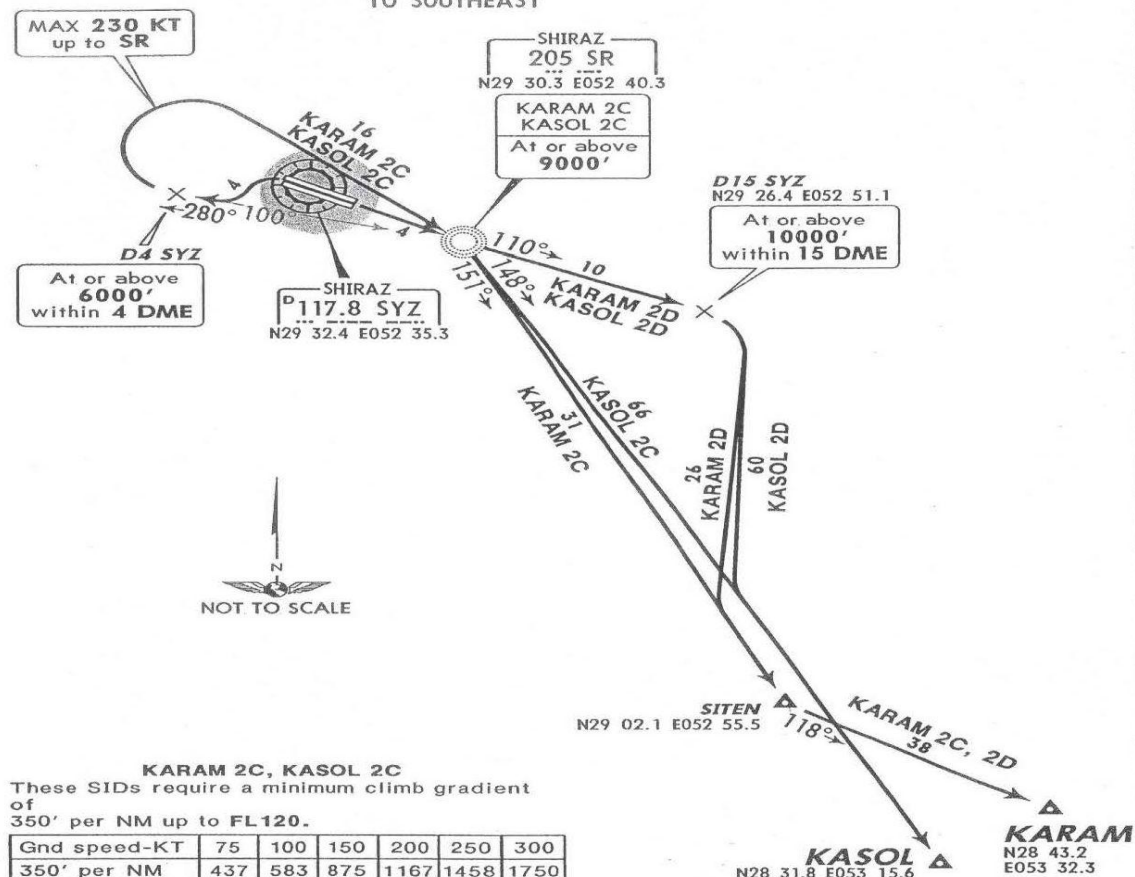 TO SOUTHEAST
MAX 230 KT
up to SR
SHIRAZ
205 SR
N29 30.3 E052 40.3
KARAM 2C
KASOL 2C
At or above
9000'
16
KARAM 2C
KASOL 2C
D15 SYZ
N29 26.4 E052 51.1
At or above
10000'
within 15 DME
4
280°
100°
4
D4 SYZ
At or above
6000'
within 4 DME
SHIRAZ
D 117.8 SYZ
N29 32.4 E052 35.3
110°
10
KARAM 2D
KASOL 2D
148°
151°
31
KARAM 2C
66
KASOL 2C
26
KARAM 2D
60
KASOL 2D
N
NOT TO SCALE
SITEN
N29 02.1 E052 55.5
118°
KARAM 2C, 2D
38
KARAM
N28 43.2
E053 32.3
KASOL
N28 31.8 E053 15.6
KARAM 2C, KASOL 2C
These SIDs require a minimum climb gradient
of
350' per NM up to FL120.
Gnd speed-KT 75 100 150 200 250 300
350' per NM 437 583 875 1167 1458 1750